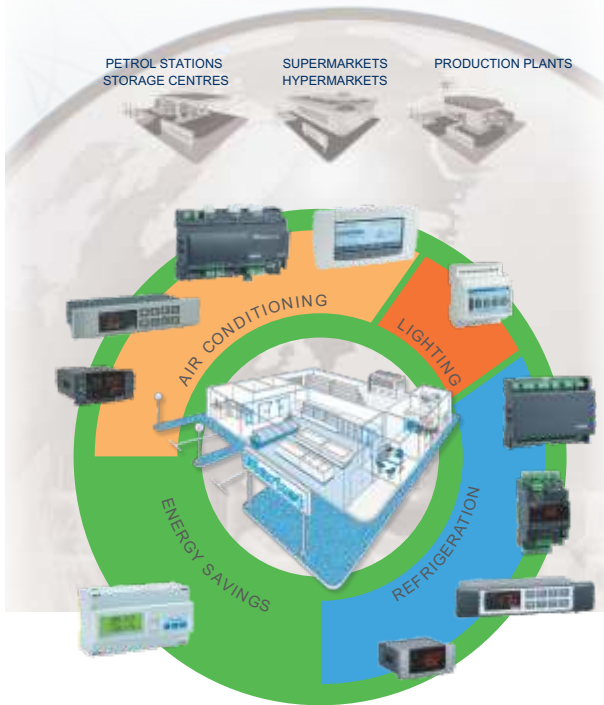 PETROL STATIONS
STORAGE CENTRES
SUPERMARKETS
HYPERMARKETS
PRODUCTION PLANTS
AIR CONDITIONING
LIGHTING
REFRIGERATION
ENERGY SAVINGS